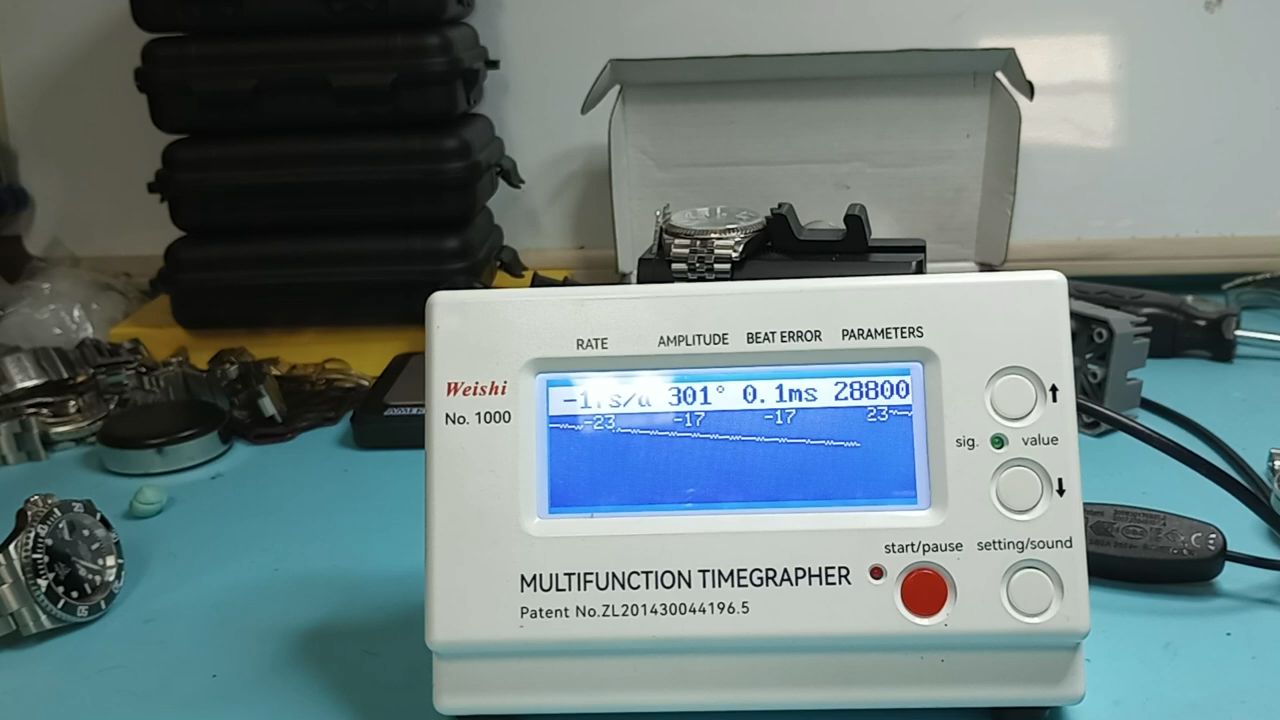 RATE AMPLITUDE BEAT ERROR PARAMETERS
Weishi
No. 1000
301° 0.1ms 28800
-23 -17 -17 23
sig. value
start/pause setting/sound
MULTIFUNCTION TIMEGRAPHER
Patent No.ZL201430044196.5